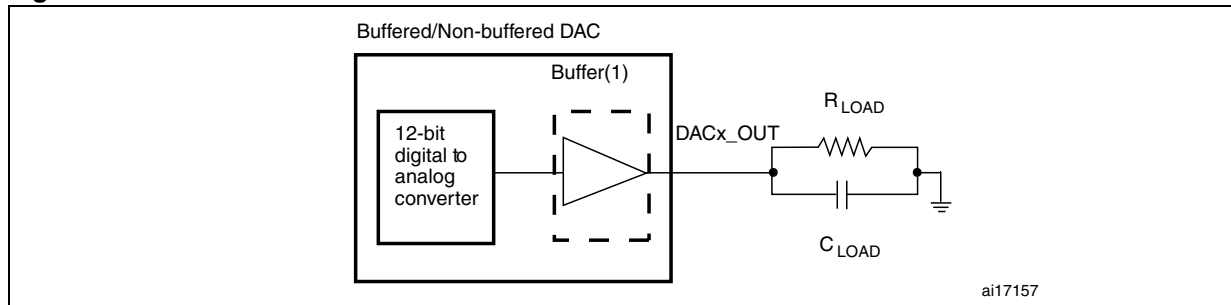 Buffered/Non-buffered DAC
Buffer(1)
12-bit
digital to
analog
converter
DACx_OUT
R LOAD
C LOAD
ai17157